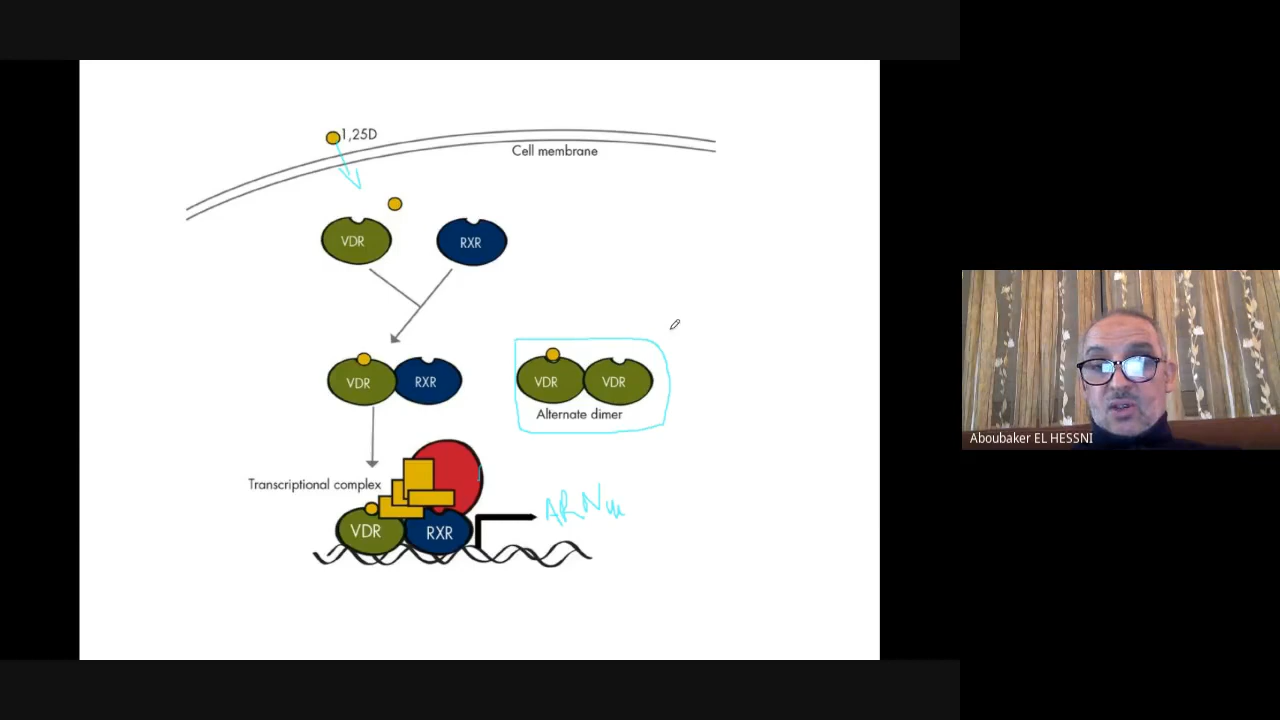 1,25D
Cell membrane
VDR
RXR
VDR
RXR
VDR
VDR
Alternate dimer
Transcriptional complex
ARNm
VDR
RXR
Aboubaker EL HESSNI